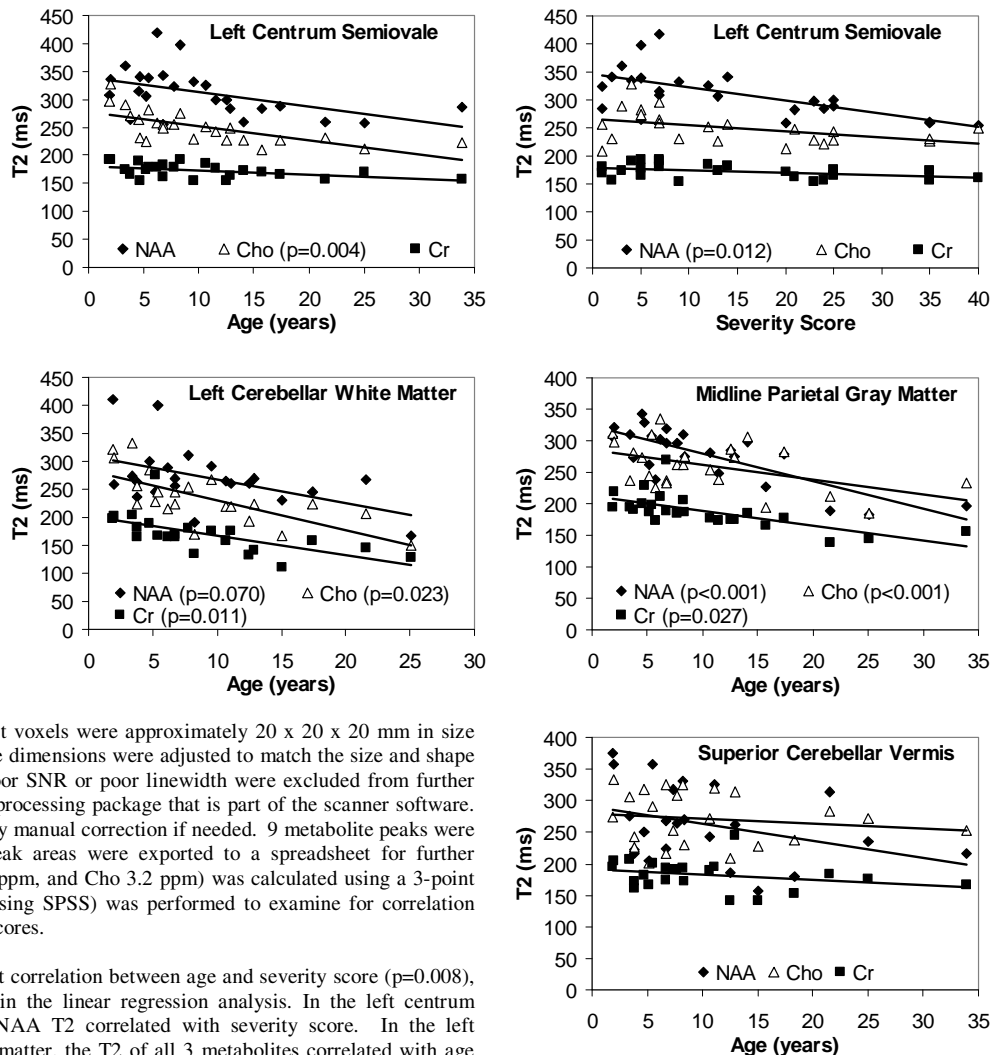 Left Centrum Semiovale
450
400
350
300
250
200
150
100
50
0
T2 (ms)
◆ NAA △ Cho (p=0.004) ■ Cr
0 5 10 15 20 25 30 35
Age (years)
Left Centrum Semiovale
450
400
350
300
250
200
150
100
50
0
T2 (ms)
◆ NAA (p=0.012) △ Cho ■ Cr
0 5 10 15 20 25 30 35 40
Severity Score
Left Cerebellar White Matter
450
400
350
300
250
200
150
100
50
0
T2 (ms)
◆ NAA (p=0.070) △ Cho (p=0.023)
■ Cr (p=0.011)
0 5 10 15 20 25 30
Age (years)
Midline Parietal Gray Matter
400
350
300
250
200
150
100
50
0
T2 (ms)
◆ NAA (p<0.001) △ Cho (p<0.001)
■ Cr (p=0.027)
0 5 10 15 20 25 30 35
Age (years)
t voxels were approximately 20 x 20 x 20 mm in size
e dimensions were adjusted to match the size and shape
oor SNR or poor linewidth were excluded from further
processing package that is part of the scanner software.
y manual correction if needed. 9 metabolite peaks were
eak areas were exported to a spreadsheet for further
ppm, and Cho 3.2 ppm) was calculated using a 3-point
sing SPSS) was performed to examine for correlation
cores.
t correlation between age and severity score (p=0.008),
in the linear regression analysis. In the left centrum
NAA T2 correlated with severity score. In the left
matter, the T2 of all 3 metabolites correlated with age
Superior Cerebellar Vermis
400
350
300
250
200
150
100
50
0
T2 (ms)
◆ NAA △ Cho ■ Cr
0 5 10 15 20 25 30 35
Age (years)